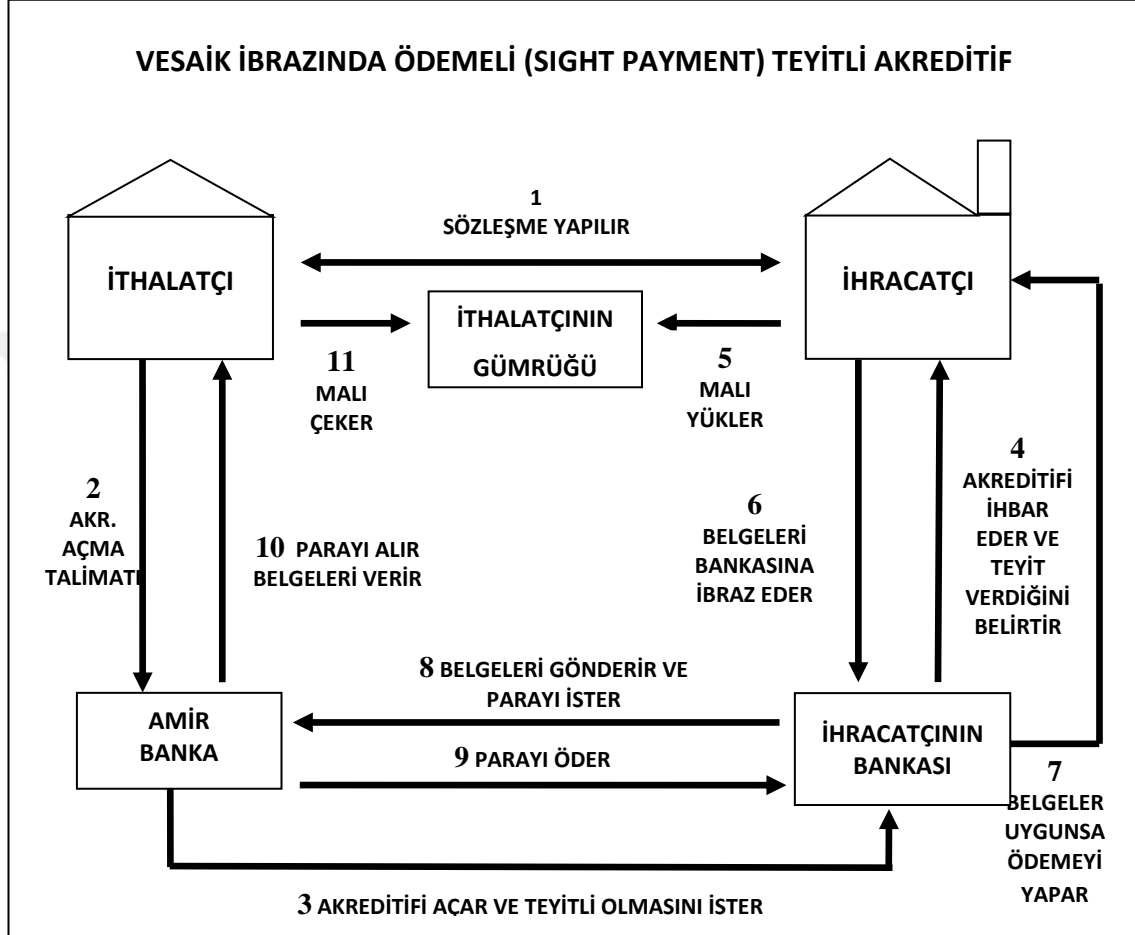 VESAİK İBRAZINDA ÖDEMELİ (SIGHT PAYMENT) TEYİTLİ AKREDİTİF
1
SÖZLEŞME YAPILIR
İTHALATÇI
İHRACATÇI
İTHALATÇININ
GÜMRÜĞÜ
11
MALI
ÇEKER
5
MALI
YÜKLER
2
AKR.
AÇMA
TALİMATI
10 PARAYI ALIR
BELGELERİ VERİR
6
BELGELERİ
BANKASINA
İBRAZ EDER
4
AKREDİTİFİ
İHBAR
EDER VE
TEYİT
VERDİĞİNİ
BELİRTİR
8 BELGELERİ GÖNDERİR VE
PARAYI İSTER
AMİR
BANKA
9 PARAYI ÖDER
İHRACATÇININ
BANKASI
7
BELGELER
UYGUNSA
ÖDEMEYİ
YAPAR
3 AKREDİTİFİ AÇAR VE TEYİTLİ OLMASINI İSTER